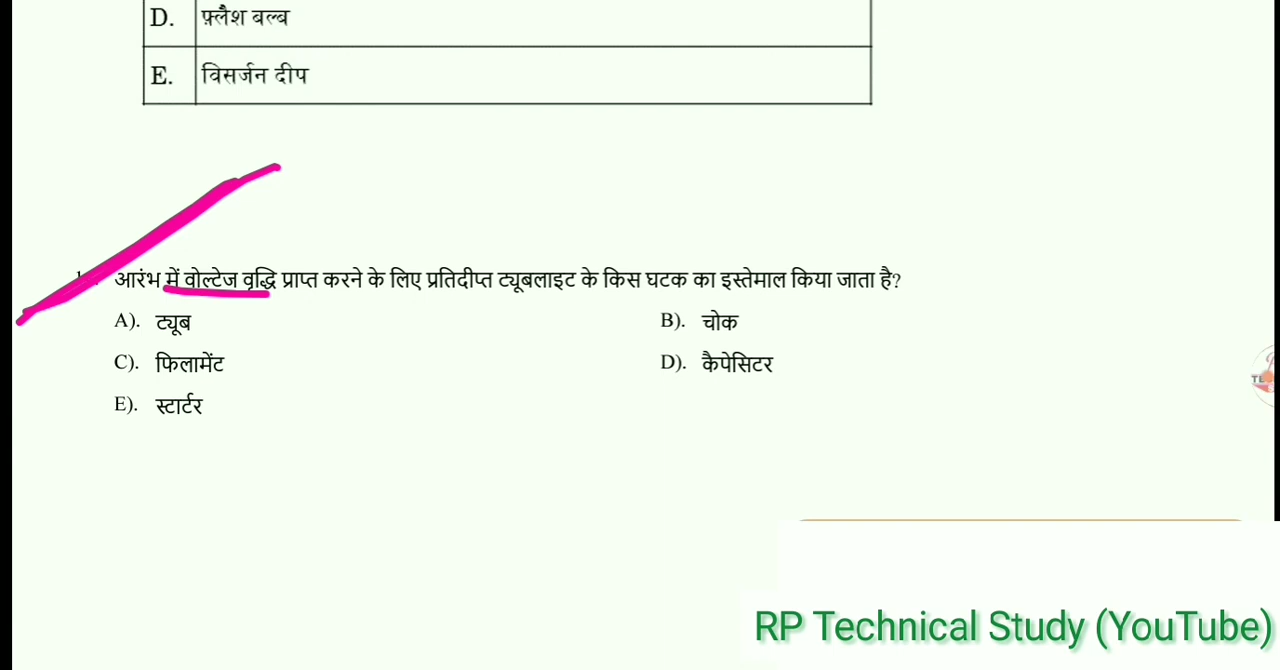 D. फ़्लैश बल्ब
E. विसर्जन दीप
आरंभ में वोल्टेज वृद्धि प्राप्त करने के लिए प्रतिदीप्त ट्यूबलाइट के किस घटक का इस्तेमाल किया जाता है?
A). ट्यूब B). चोक
C). फिलामेंट D). कैपेसिटर
E). स्टार्टर
RP Technical Study (YouTube)